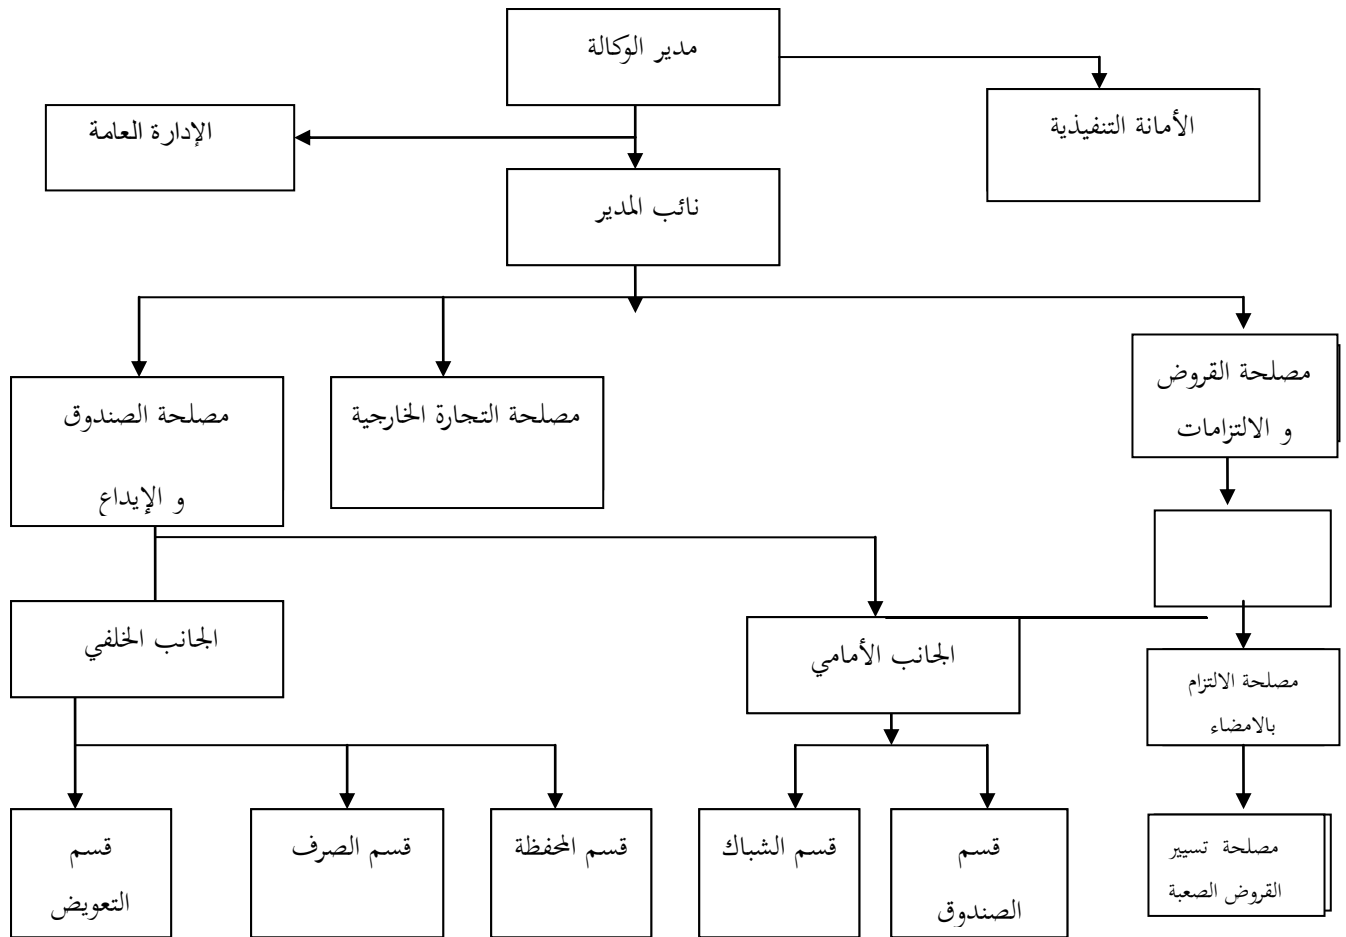 مدير الوكالة
الأمانة التنفيذية
الإدارة العامة
نائب المدير
مصلحة القروض
و الالتزامات
مصلحة التجارة الخارجية
مصلحة الصندوق
و الإيداع
الجانب الخلفي
الجانب الأمامي
مصلحة الالتزام
بالامضاء
قسم
الصندوق
قسم الشباك
قسم المحفظة
قسم الصرف
قسم
التعويض
مصلحة تسيير
القروض الصعبة